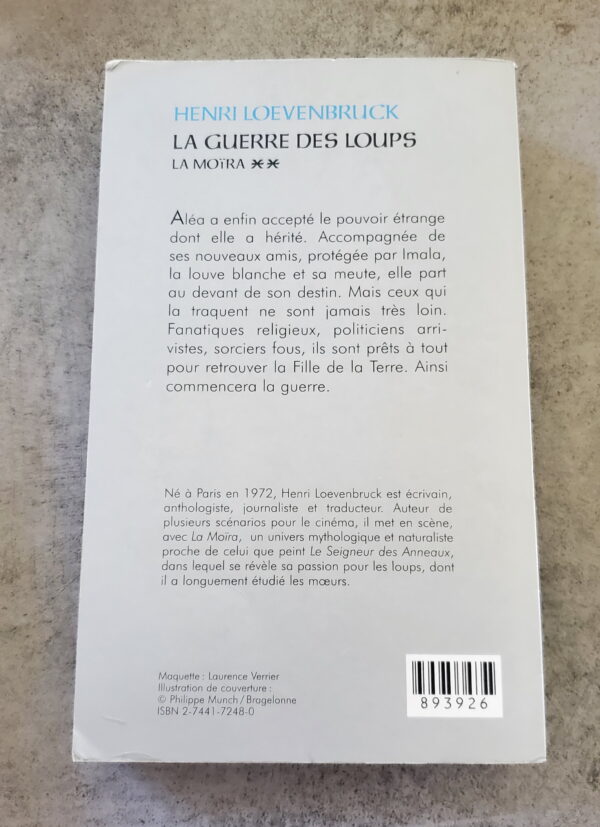 HENRI LOEVENBRUCK
LA GUERRE DES LOUPS
LA MOÏRA **
Aléa a enfin accepté le pouvoir étrange
dont elle a hérité. Accompagnée de
ses nouveaux amis, protégée par Imala,
la louve blanche et sa meute, elle part
au devant de son destin. Mais ceux qui
la traquent ne sont jamais très loin.
Fanatiques religieux, politiciens arri-
vistes, sorciers fous, ils sont prêts à tout
pour retrouver la Fille de la Terre. Ainsi
commencera la guerre.
Né à Paris en 1972, Henri Loevenbruck est écrivain,
anthologiste, journaliste et traducteur. Auteur de
plusieurs scénarios pour le cinéma, il met en scène,
avec La Moïra, un univers mythologique et naturaliste
proche de celui que peint Le Seigneur des Anneaux,
dans lequel se révèle sa passion pour les loups, dont
il a longuement étudié les mœurs.
Maquette : Laurence Verrier
Illustration de couverture :
© Philippe Munch / Bragelonne
ISBN 2-7441-7248-0
893926